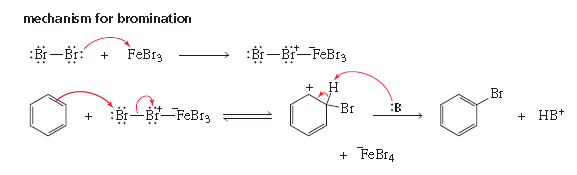 mechanism for bromination
:Br—Br: + FeBr₃ ⟶ :Br—Br⁺—⁻FeBr₃
+ :Br—Br⁺—⁻FeBr₃ ⇌ + H Br :B ⟶ Br + HB⁺
+ ⁻FeBr₄